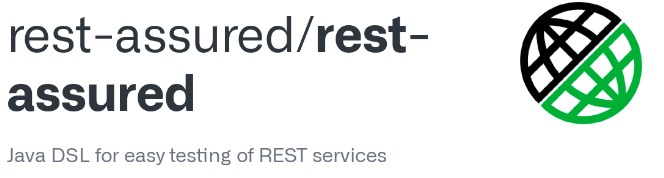 rest-assured/rest-
assured
Java DSL for easy testing of REST services